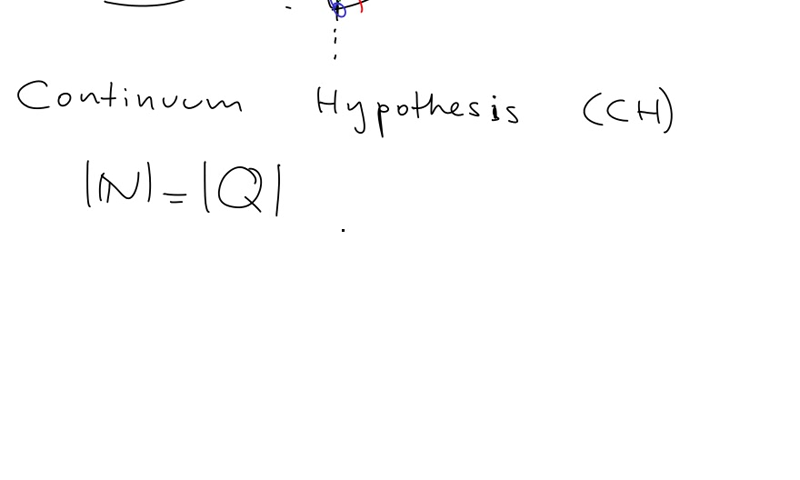 Continuum Hypothesis (CH)
|ℕ| = |ℚ|